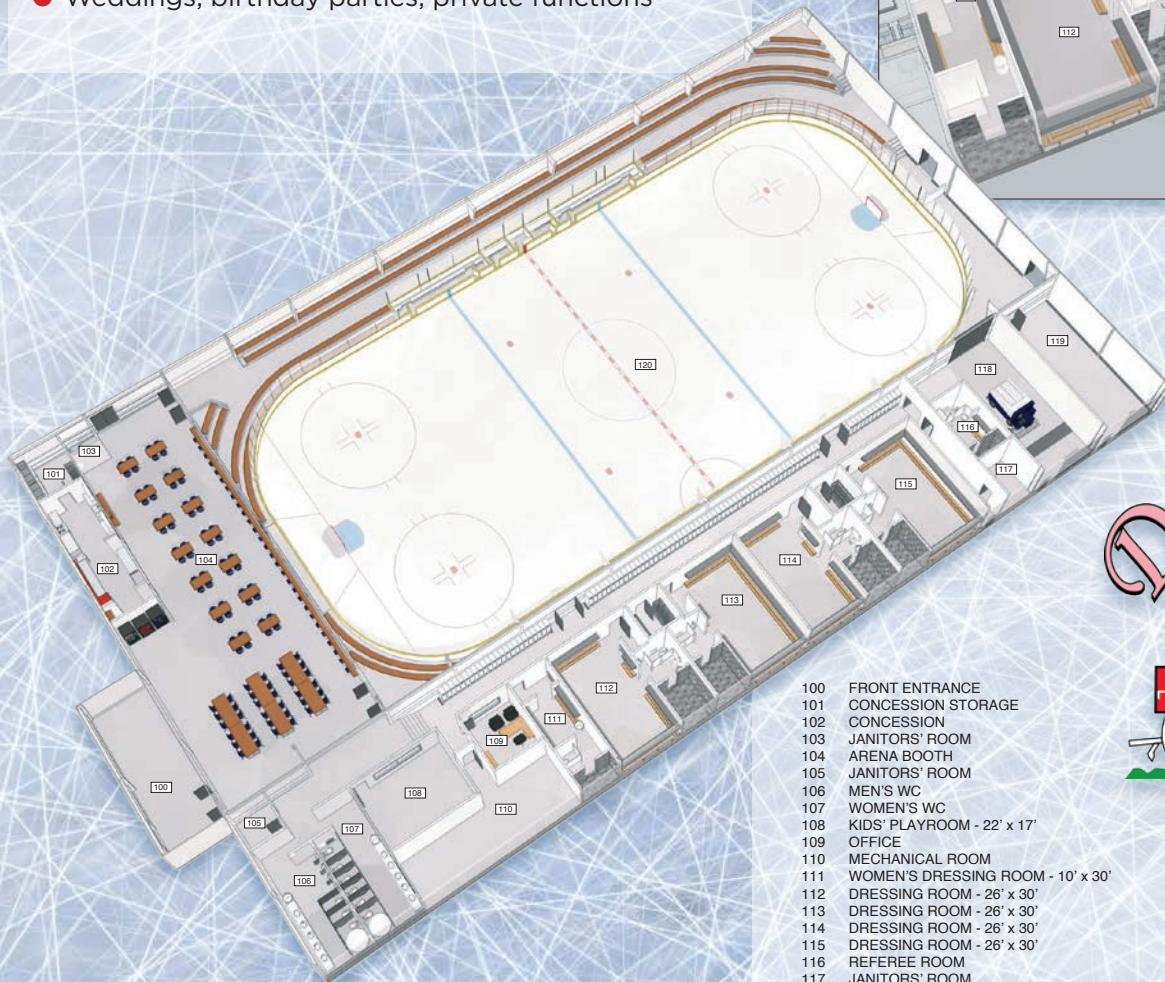 Weddings, birthday parties, private functions
112
120
119
118
116
117
115
114
113
112
111
109
110
108
107
106
105
100
104
102
101
103
100 FRONT ENTRANCE
101 CONCESSION STORAGE
102 CONCESSION
103 JANITORS' ROOM
104 ARENA BOOTH
105 JANITORS' ROOM
106 MEN'S WC
107 WOMEN'S WC
108 KIDS' PLAYROOM - 22' x 17'
109 OFFICE
110 MECHANICAL ROOM
111 WOMEN'S DRESSING ROOM - 10' x 30'
112 DRESSING ROOM - 26' x 30'
113 DRESSING ROOM - 26' x 30'
114 DRESSING ROOM - 26' x 30'
115 DRESSING ROOM - 26' x 30'
116 REFEREE ROOM
117 JANITORS' ROOM